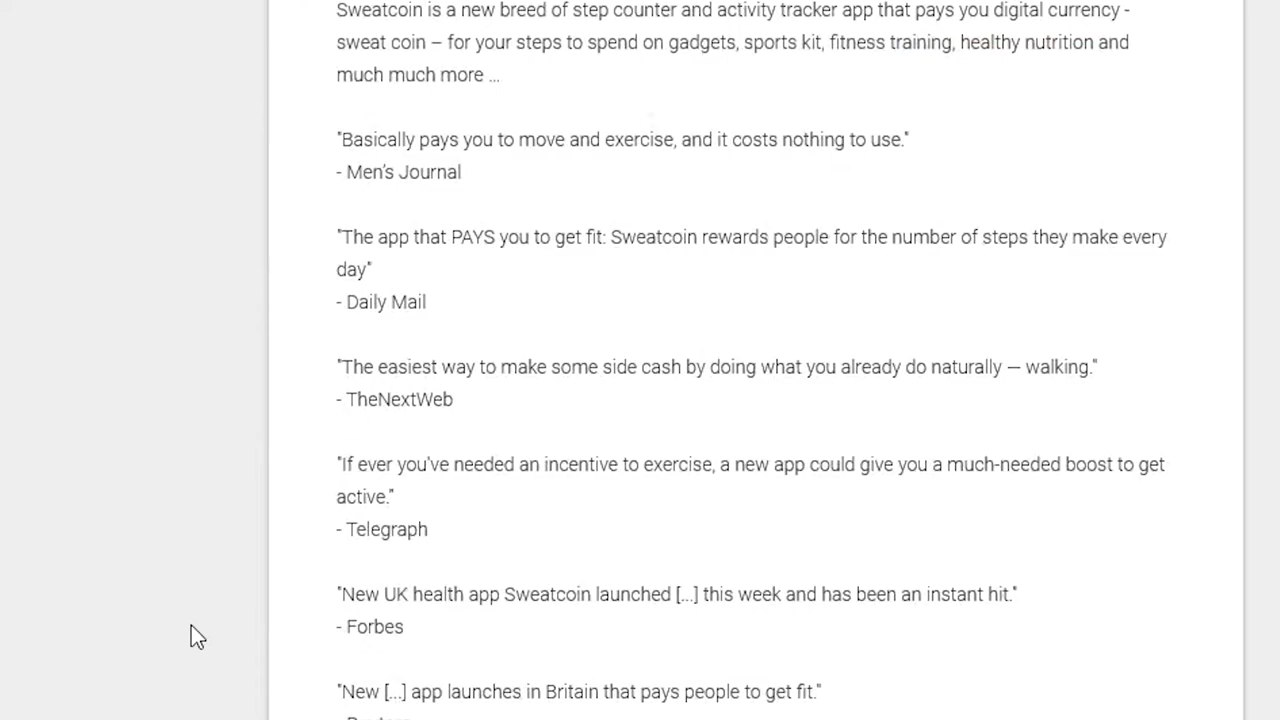 Sweatcoin is a new breed of step counter and activity tracker app that pays you digital currency -
sweat coin – for your steps to spend on gadgets, sports kit, fitness training, healthy nutrition and
much much more ...
"Basically pays you to move and exercise, and it costs nothing to use."
- Men's Journal
"The app that PAYS you to get fit: Sweatcoin rewards people for the number of steps they make every
day"
- Daily Mail
"The easiest way to make some side cash by doing what you already do naturally — walking."
- TheNextWeb
"If ever you've needed an incentive to exercise, a new app could give you a much-needed boost to get
active."
- Telegraph
"New UK health app Sweatcoin launched [...] this week and has been an instant hit."
- Forbes
"New [...] app launches in Britain that pays people to get fit."